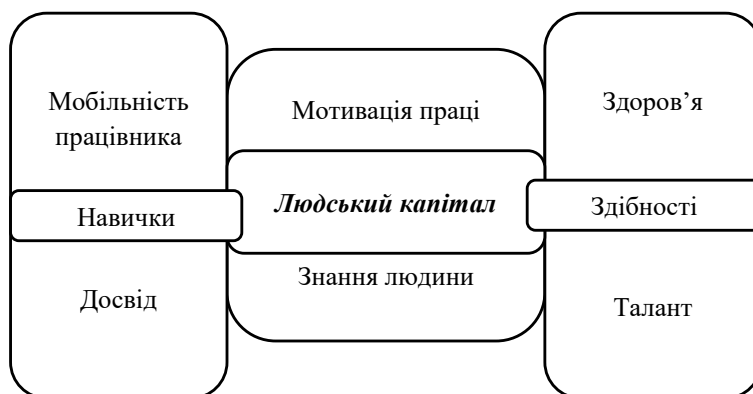 Мобільність
працівника
Навички
Досвід
Мотивація праці
Людський капітал
Знання людини
Здоров’я
Здібності
Талант